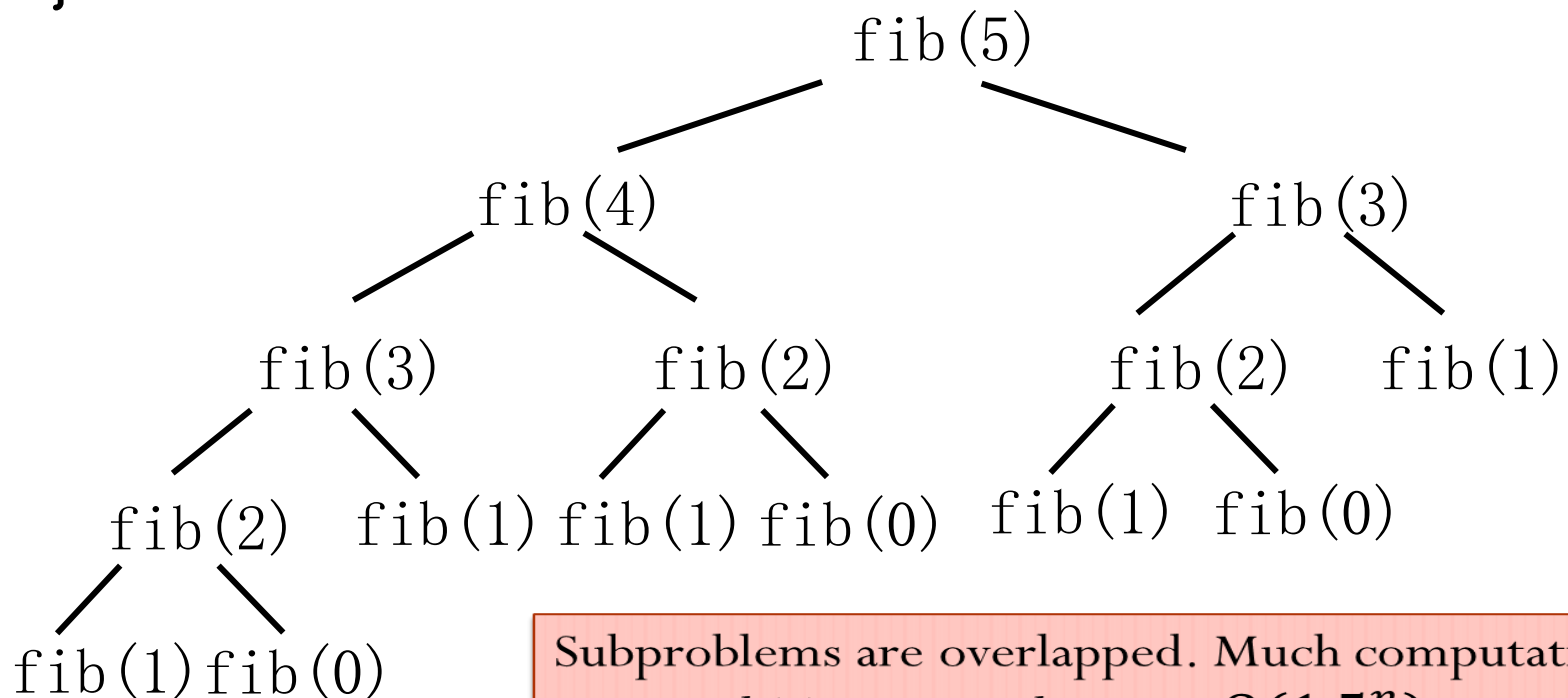 fib(5)
fib(4) fib(3)
fib(3) fib(2) fib(2) fib(1)
fib(2) fib(1) fib(1) fib(0) fib(1) fib(0)
fib(1) fib(0)
Subproblems are overlapped. Much